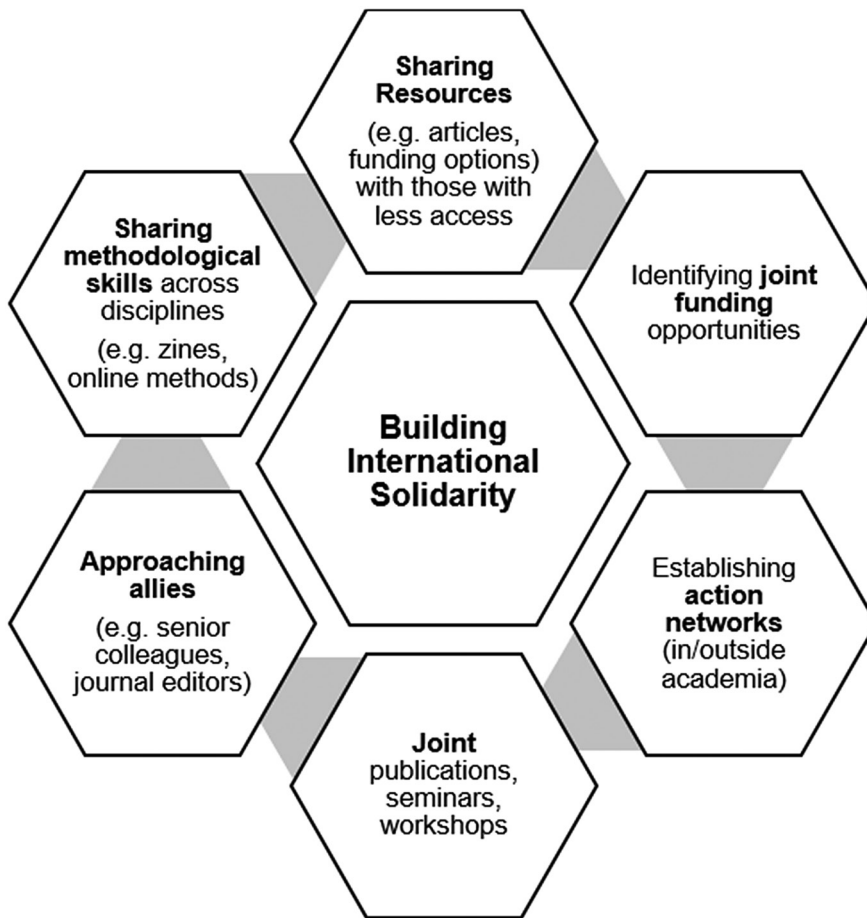 Sharing
Resources
(e.g. articles,
funding options)
with those with
less access
Sharing
methodological
skills across
disciplines
(e.g. zines,
online methods)
Identifying joint
funding
opportunities
Building
International
Solidarity
Approaching
allies
(e.g. senior
colleagues,
journal editors)
Establishing
action
networks
(in/outside
academia)
Joint
publications,
seminars,
workshops